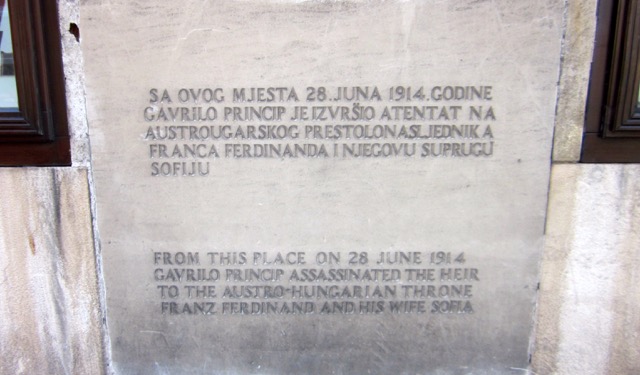 SA OVOG MJESTA 28. JUNA 1914. GODINE
GAVRILO PRINCIP JE IZVRŠIO ATENTAT NA
AUSTROUGARSKOG PRESTOLONASLJEDNIKA
FRANCA FERDINANDA I NJEGOVU SUPRUGU
SOFIJU
FROM THIS PLACE ON 28 JUNE 1914
GAVRILO PRINCIP ASSASSINATED THE HEIR
TO THE AUSTRO-HUNGARIAN THRONE
FRANZ FERDINAND AND HIS WIFE SOFIA